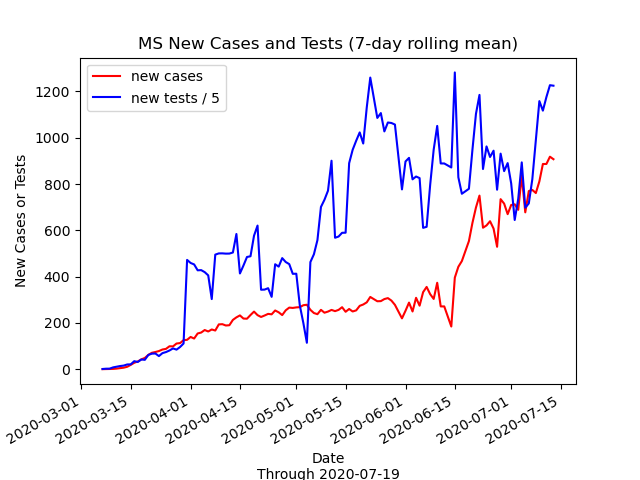 MS New Cases and Tests (7-day rolling mean)
new cases
new tests / 5
New Cases or Tests
1200
1000
800
600
400
200
0
2020-03-01
2020-03-15
2020-04-01
2020-04-15
2020-05-01
2020-05-15
2020-06-01
2020-06-15
2020-07-01
2020-07-15
Date
Through 2020-07-19